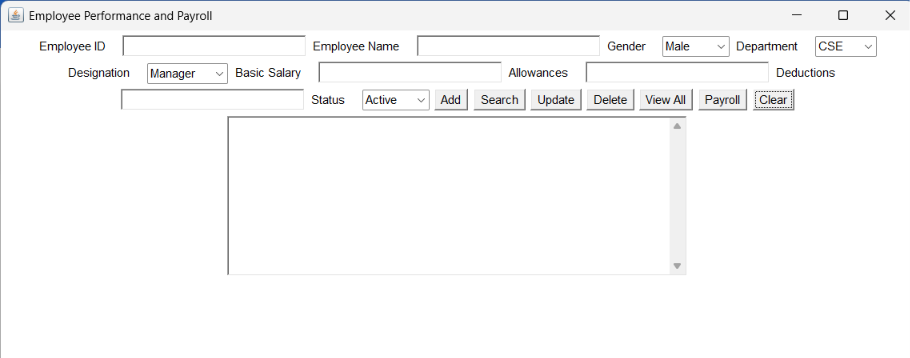 Employee Performance and Payroll
Employee ID Employee Name Gender Male Department CSE
Designation Manager Basic Salary Allowances Deductions
Status Active Add Search Update Delete View All Payroll Clear